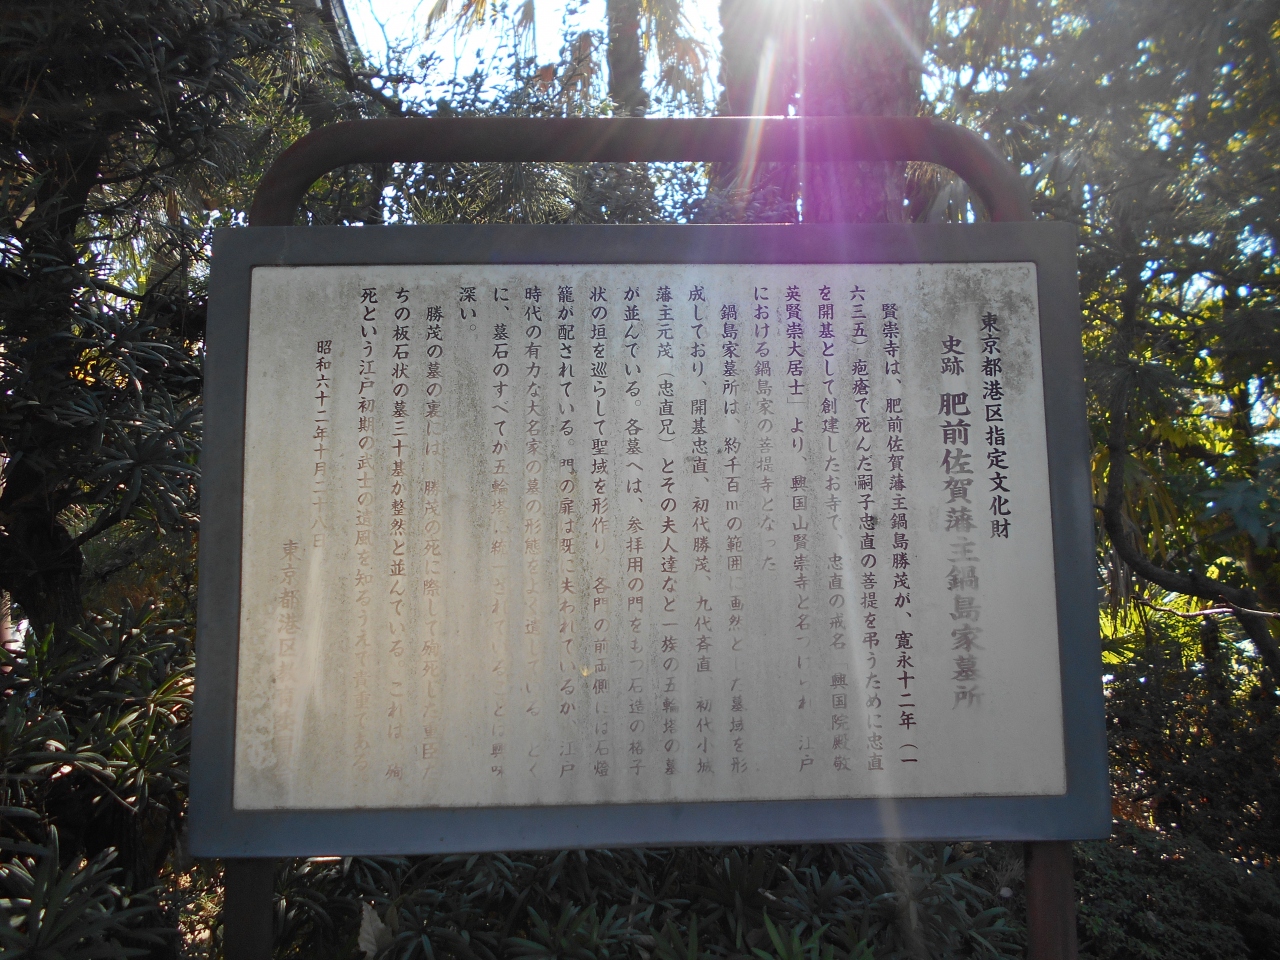 東京都港区指定文化財
史跡 肥前佐賀藩主鍋島家墓所
賢崇寺は、肥前佐賀藩主鍋島勝茂が、寛永十二年（一
六三五）疱瘡で死んだ嗣子忠直の菩提を弔うために忠直
を開基として創建したお寺で、忠直の戒名「興国院殿敬
英賢崇大居士」より、興国山賢崇寺と名づけられ 江戸
における鍋島家の菩提寺となった
鍋島家墓所は、約千百mの範囲に画然とした墓域を形
成しており、開基忠直、初代勝茂、九代斉直 初代小城
藩主元茂（忠直兄）とその夫人達など一族の五輪塔の墓
が並んでいる。各墓へは、参拝用の門をもつ石造の格子
状の垣を巡らして聖域を形作り 各門の前両側には石燈
籠が配されている。門の扉は既に失われているが、江戸
時代の有力な大名家の墓の形態をよく遺している とく
に、墓石のすべてが五輪塔に統一されている。ことは興味
深い。
勝茂の墓の裏には 勝茂の死に際して殉死した重臣た
ちの板石状の墓三十基が整然と並んでいる これは 殉
死という江戸初期の武士の遺風を知るうえで貴重である
昭和六十二年十月二十八日
東京都港区教育委員会